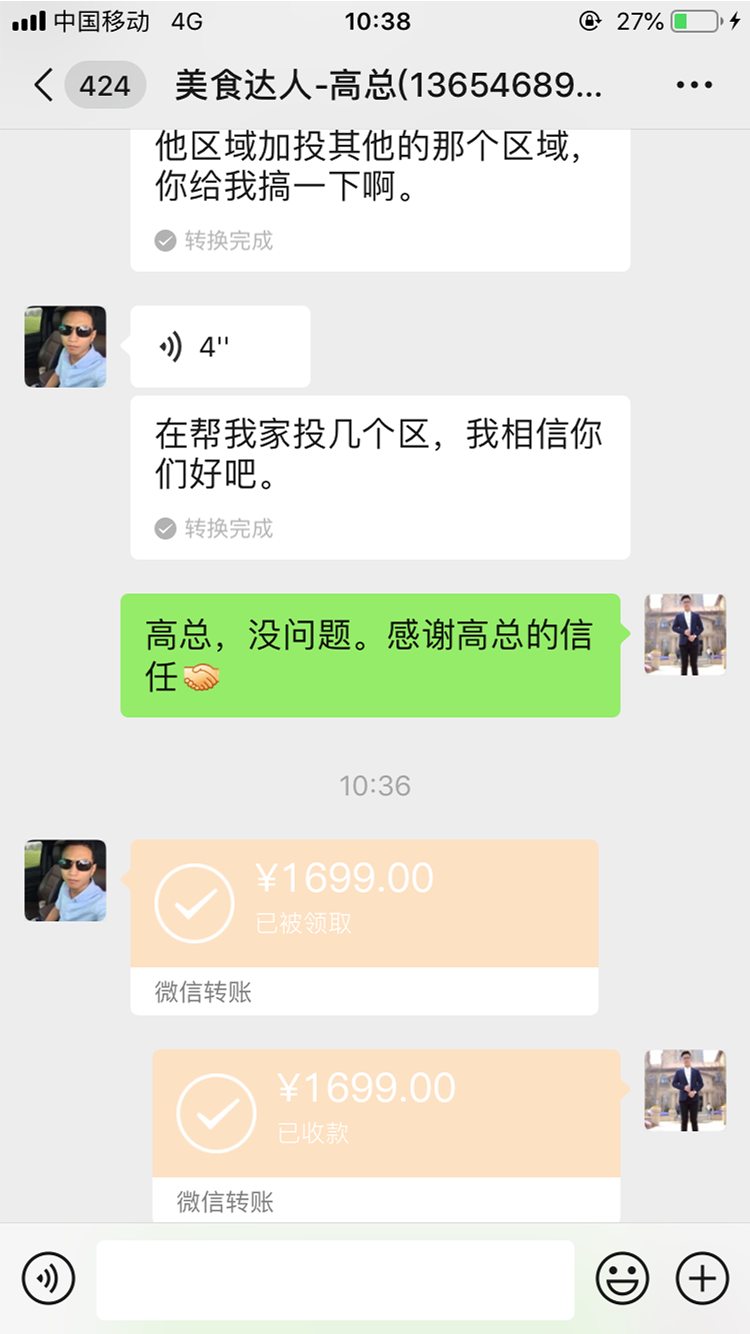 中国移动 4G 10:38 27%
424 美食达人-高总(13654689...
他区域加投其他的那个区域，
你给我搞一下啊。
转换完成
4''
在帮我家投几个区，我相信你
们好吧。
转换完成
高总，没问题。感谢高总的信
任🤝
10:36
¥1699.00
已被领取
微信转账
¥1699.00
已收款
微信转账